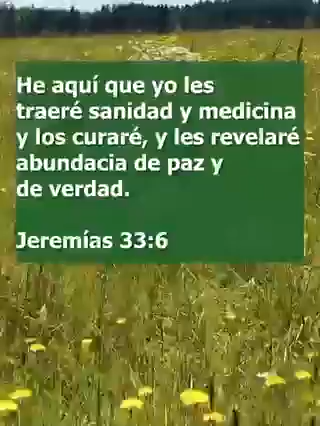 He aquí que yo les
traeré sanidad y medicina
y los curaré, y les revelaré
abundacia de paz y
de verdad.
Jeremías 33:6